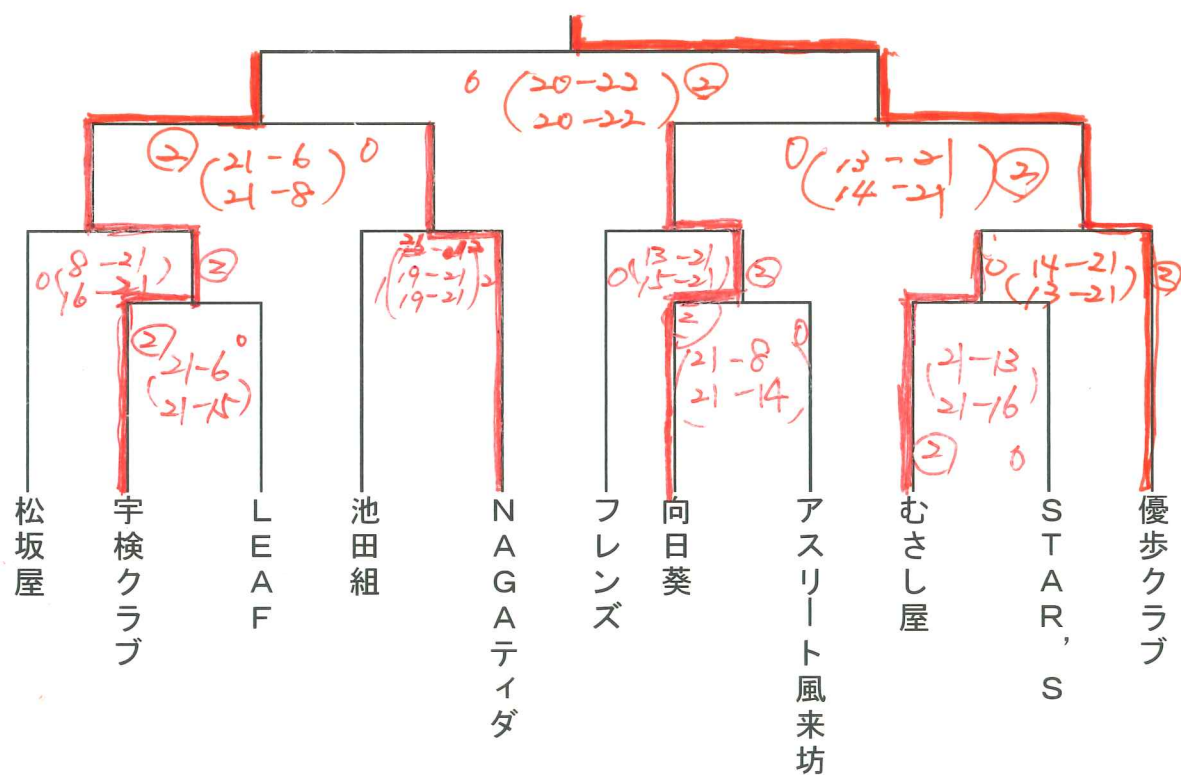 0 (20-22 ②
20-22)
② (21-6 0
21-8)
0 (13-21 ②
14-21)
0 (8-21 ②
16-21)
19-21
19-21
1 2
0 (13-21 ②
15-21)
0 (14-21 ②
13-21)
② 21-6 0
(21-15)
② (21-8 0
21-14)
(21-13
21-16)
② 0
松坂屋
宇検クラブ
LEAF
池田組
NAGAティダ
フレンズ
向日葵
アスリート風来坊
むさし屋
STAR’S
優歩クラブ